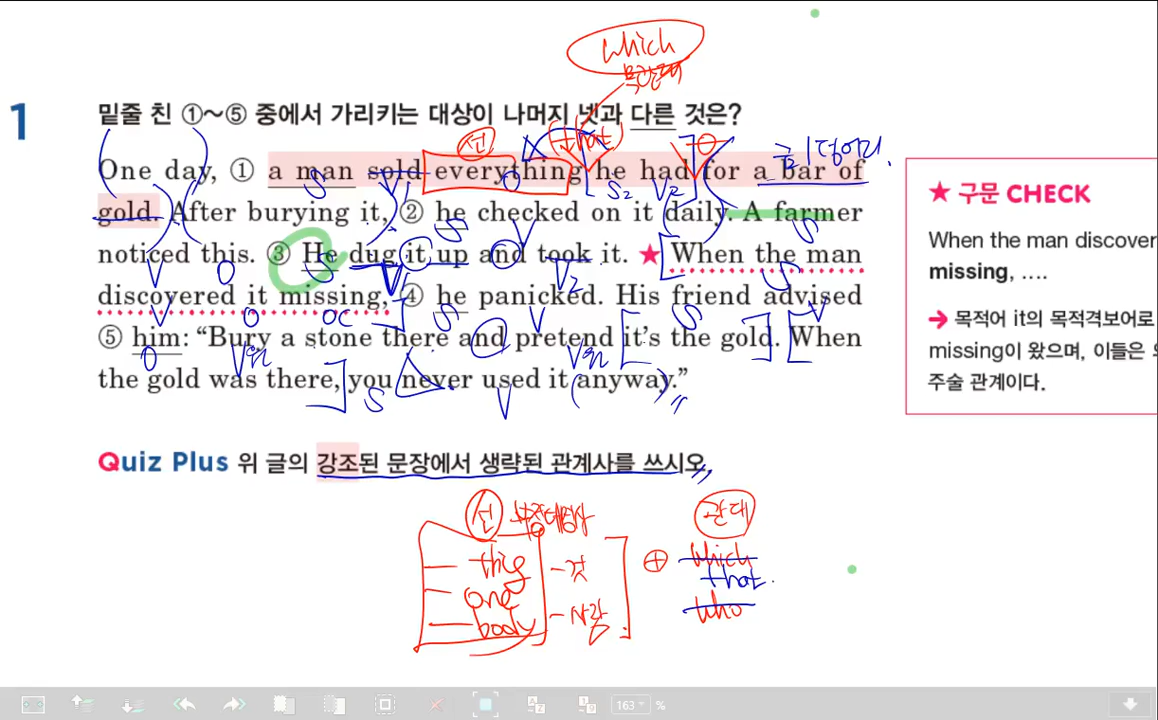 which
목관대
1 밑줄 친 ①~⑤ 중에서 가리키는 대상이 나머지 넷과 다른 것은?
선 that 금 1덩어리.
One day, ① a man sold everything he had for a bar of
S V O S₂ V₂
gold. After burying it, ② he checked on it daily. A farmer
S V S
noticed this. ③ He dug it up and took it. ★ When the man
V O S V V₂ S
discovered it missing, ④ he panicked. His friend advised
V O OC S V S V
⑤ him: “Bury a stone there and pretend it’s the gold. When
O
the gold was there, you never used it anyway.”
S V
★ 구문 CHECK
When the man discover
missing, ….
➔ 목적어 it의 목적격보어로
missing이 왔으며, 이들은 의
주술 관계이다.
Quiz Plus 위 글의 강조된 문장에서 생략된 관계사를 쓰시오.
선 관대
thing - 것 ⊕ which
that.
one
body - 사람 who
163 %